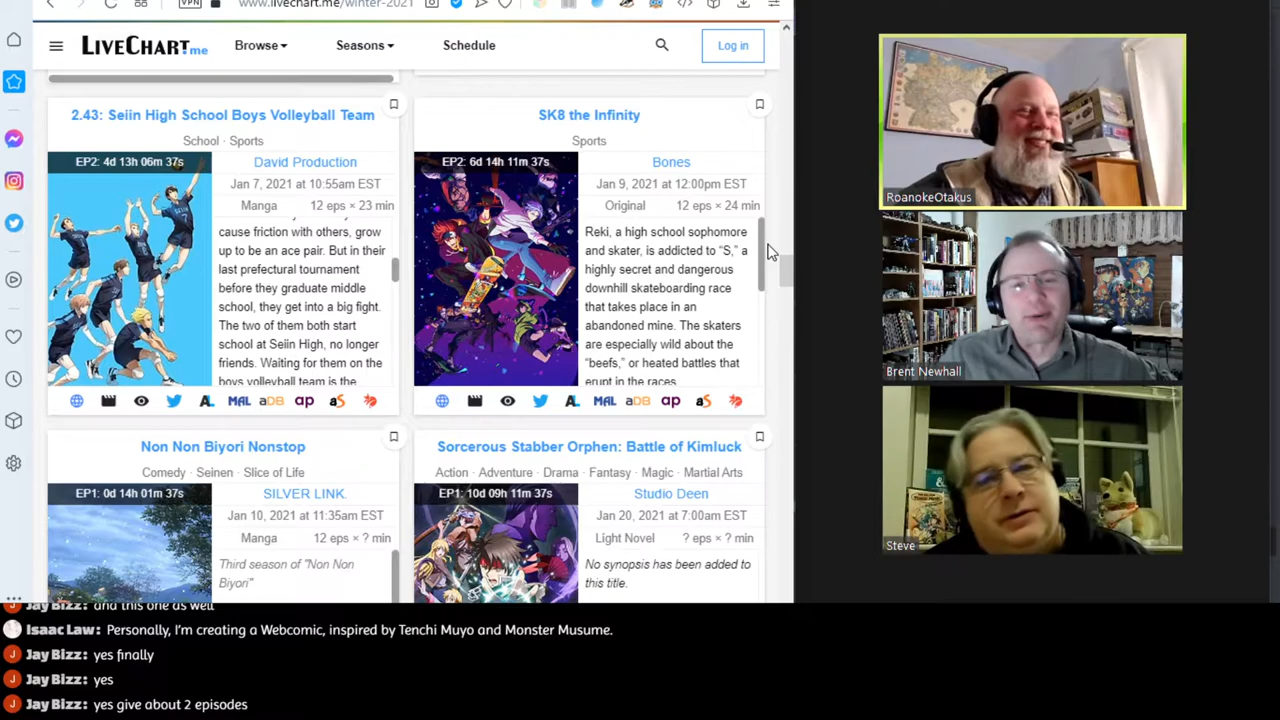 VPN www.livechart.me/winter-2021
LIVECHART.me Browse Seasons Schedule Log in
2.43: Seiin High School Boys Volleyball Team
School · Sports
EP2: 4d 13h 06m 37s
David Production
Jan 7, 2021 at 10:55am EST
Manga 12 eps × 23 min
cause friction with others, grow
up to be an ace pair. But in their
last prefectural tournament
before they graduate middle
school, they get into a big fight.
The two of them both start
school at Seiin High, no longer
friends. Waiting for them on the
boys volleyball team is the
AL MAL aDB ap aS
SK8 the Infinity
Sports
EP2: 6d 14h 11m 37s
Bones
Jan 9, 2021 at 12:00pm EST
Original 12 eps × 24 min
Reki, a high school sophomore
and skater, is addicted to “S,” a
highly secret and dangerous
downhill skateboarding race
that takes place in an
abandoned mine. The skaters
are especially wild about the
“beefs,” or heated battles that
erupt in the races.
AL MAL aDB ap aS
Non Non Biyori Nonstop
Comedy · Seinen · Slice of Life
EP1: 0d 14h 01m 37s
SILVER LINK.
Jan 10, 2021 at 11:35am EST
Manga 12 eps × ? min
Third season of "Non Non
Biyori"
Sorcerous Stabber Orphen: Battle of Kimluck
Action · Adventure · Drama · Fantasy · Magic · Martial Arts
EP1: 10d 09h 11m 37s
Studio Deen
Jan 20, 2021 at 7:00am EST
Light Novel ? eps × ? min
No synopsis has been added to
this title.
RoanokeOtakus
Brent Newhall
Steve
J Jay Bizz: and this one as well
Isaac Law: Personally, I'm creating a Webcomic, inspired by Tenchi Muyo and Monster Musume.
J Jay Bizz: yes finally
J Jay Bizz: yes
J Jay Bizz: yes give about 2 episodes